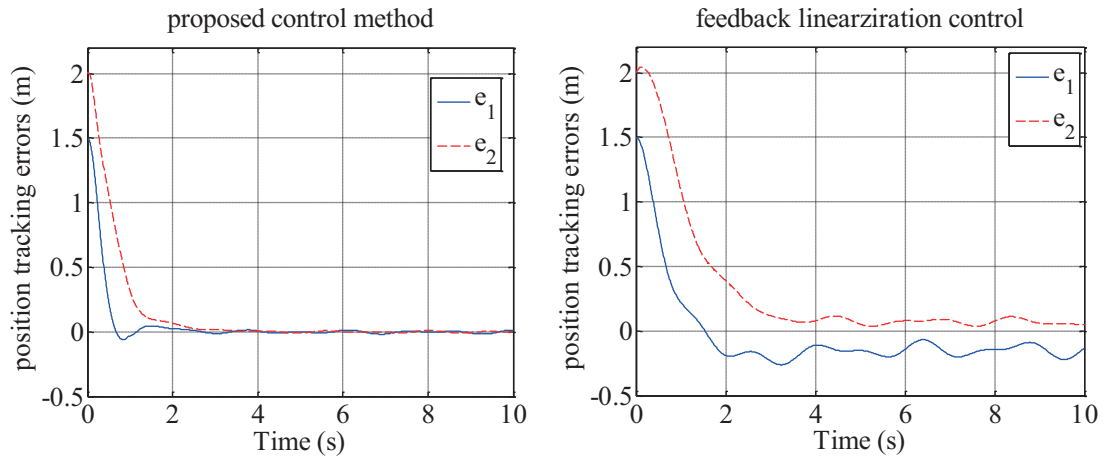 proposed control method
position tracking errors (m)
2
1.5
1
0.5
0
-0.5
0 2 4 6 8 10
Time (s)
e1
e2
feedback linearziration control
position tracking errors (m)
2
1.5
1
0.5
0
-0.5
0 2 4 6 8 10
Time (s)
e1
e2